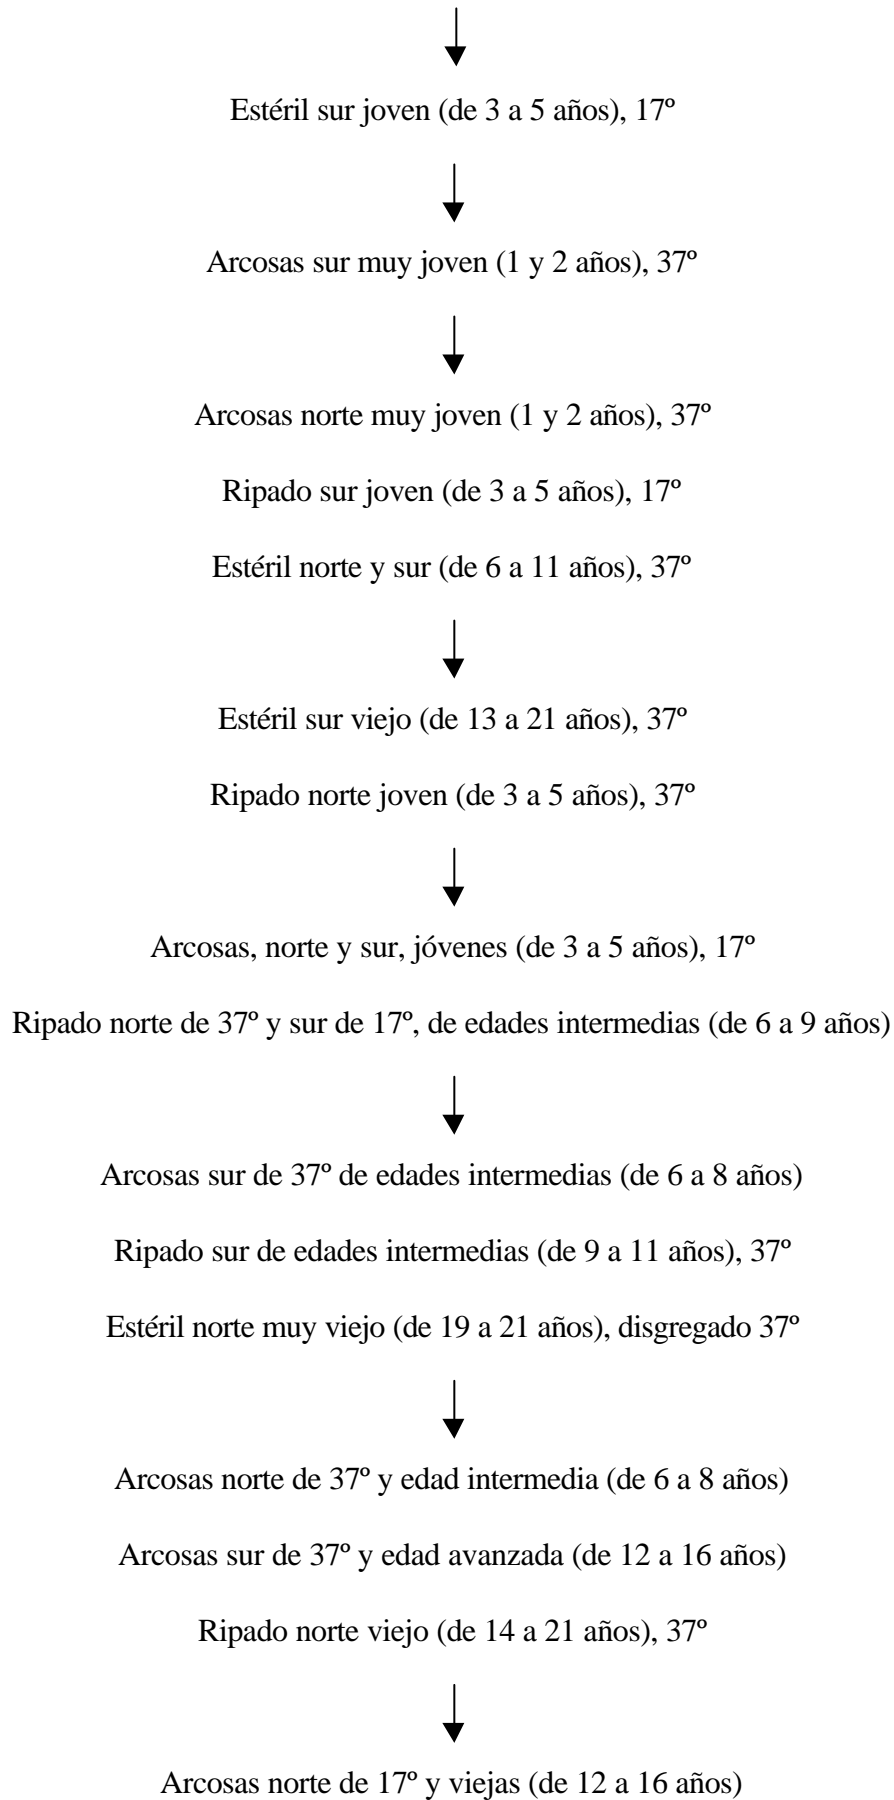 Estéril sur joven (de 3 a 5 años), 17º
Arcosas sur muy joven (1 y 2 años), 37º
Arcosas norte muy joven (1 y 2 años), 37º
Ripado sur joven (de 3 a 5 años), 17º
Estéril norte y sur (de 6 a 11 años), 37º
Estéril sur viejo (de 13 a 21 años), 37º
Ripado norte joven (de 3 a 5 años), 37º
Arcosas, norte y sur, jóvenes (de 3 a 5 años), 17º
Ripado norte de 37º y sur de 17º, de edades intermedias (de 6 a 9 años)
Arcosas sur de 37º de edades intermedias (de 6 a 8 años)
Ripado sur de edades intermedias (de 9 a 11 años), 37º
Estéril norte muy viejo (de 19 a 21 años), disgregado 37º
Arcosas norte de 37º y edad intermedia (de 6 a 8 años)
Arcosas sur de 37º y edad avanzada (de 12 a 16 años)
Ripado norte viejo (de 14 a 21 años), 37º
Arcosas norte de 17º y viejas (de 12 a 16 años)